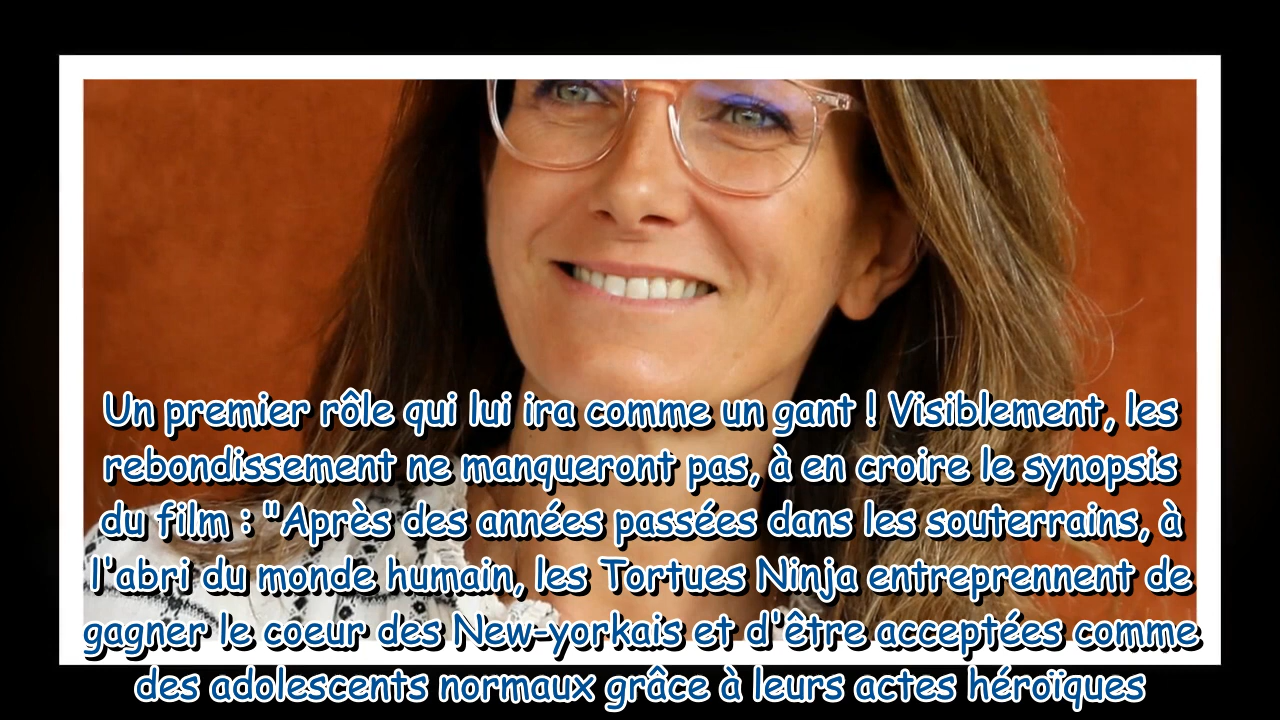 Un premier rôle qui lui ira comme un gant ! Visiblement, les
rebondissement ne manqueront pas, à en croire le synopsis
du film : "Après des années passées dans les souterrains, à
l'abri du monde humain, les Tortues Ninja entreprennent de
gagner le coeur des New-yorkais et d'être acceptées comme
des adolescents normaux grâce à leurs actes héroïques